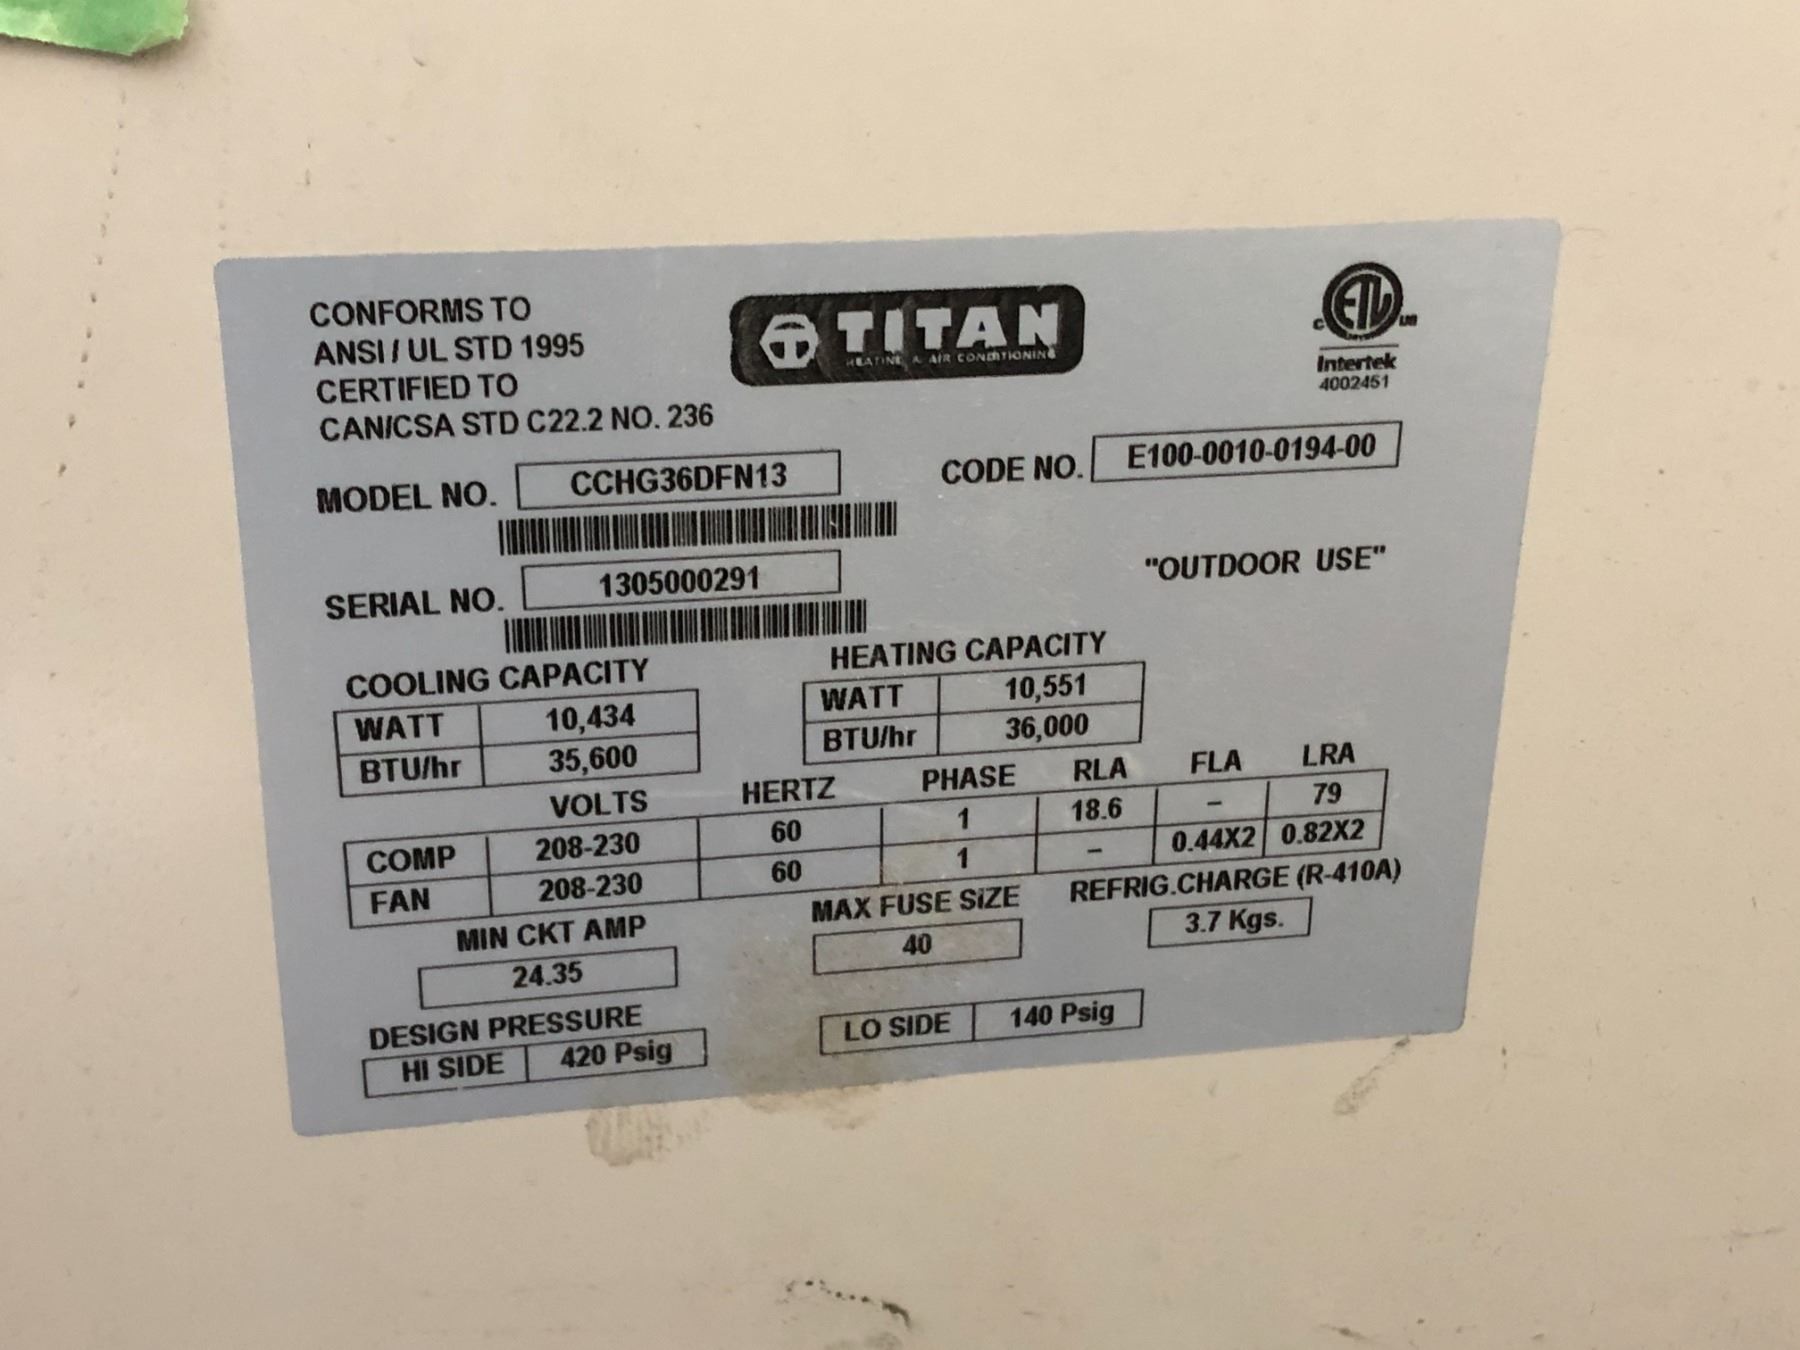 CONFORMS TO
ANSI / UL STD 1995
CERTIFIED TO
CAN/CSA STD C22.2 NO. 236
TITAN
HEATING & AIR CONDITIONING
C ETL US
Intertek
4002451
MODEL NO. CCHG36DFN13
CODE NO. E100-0010-0194-00
SERIAL NO. 1305000291
"OUTDOOR USE"
COOLING CAPACITY
WATT 10,434
BTU/hr 35,600
HEATING CAPACITY
WATT 10,551
BTU/hr 36,000
VOLTS HERTZ PHASE RLA FLA LRA
COMP 208-230 60 1 18.6 – 79
FAN 208-230 60 1 – 0.44X2 0.82X2
MIN CKT AMP
24.35
MAX FUSE SiZE
40
REFRIG.CHARGE (R-410A)
3.7 Kgs.
DESIGN PRESSURE
HI SIDE 420 Psig
LO SIDE 140 Psig